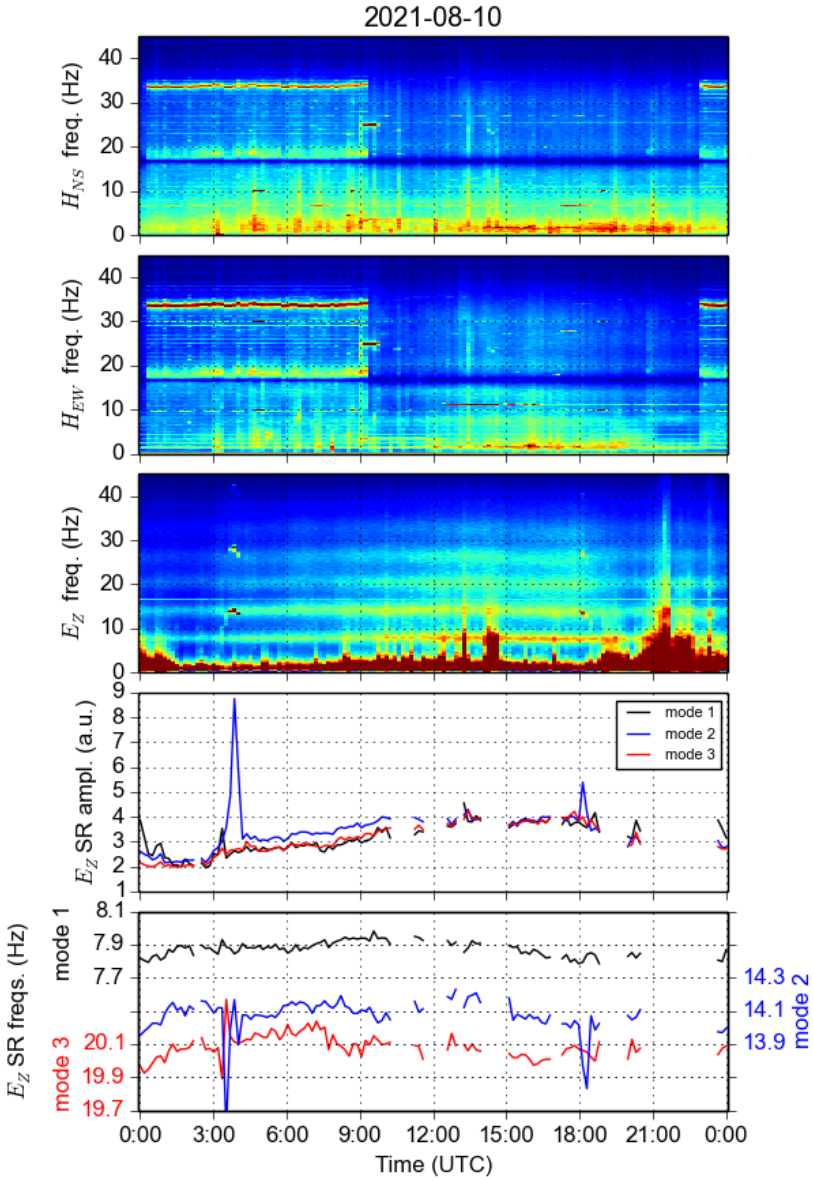 2021-08-10
H_NS freq. (Hz)
40
30
20
10
0
H_EW freq. (Hz)
40
30
20
10
0
E_Z freq. (Hz)
40
30
20
10
0
E_Z SR ampl. (a.u.)
9
8
7
6
5
4
3
2
1
mode 1
mode 2
mode 3
E_Z SR freqs. (Hz)
mode 1
8.1
7.9
7.7
mode 3
20.1
19.9
19.7
14.3
14.1
13.9
mode 2
0:00 3:00 6:00 9:00 12:00 15:00 18:00 21:00 0:00
Time (UTC)